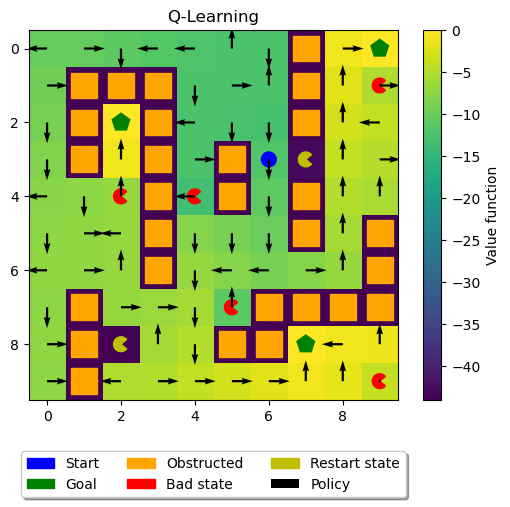 Q-Learning
0
2
4
6
8
0
2
4
6
8
0
−5
−10
−15
−20
−25
−30
−35
−40
Value function
Start
Obstructed
Restart state
Goal
Bad state
Policy